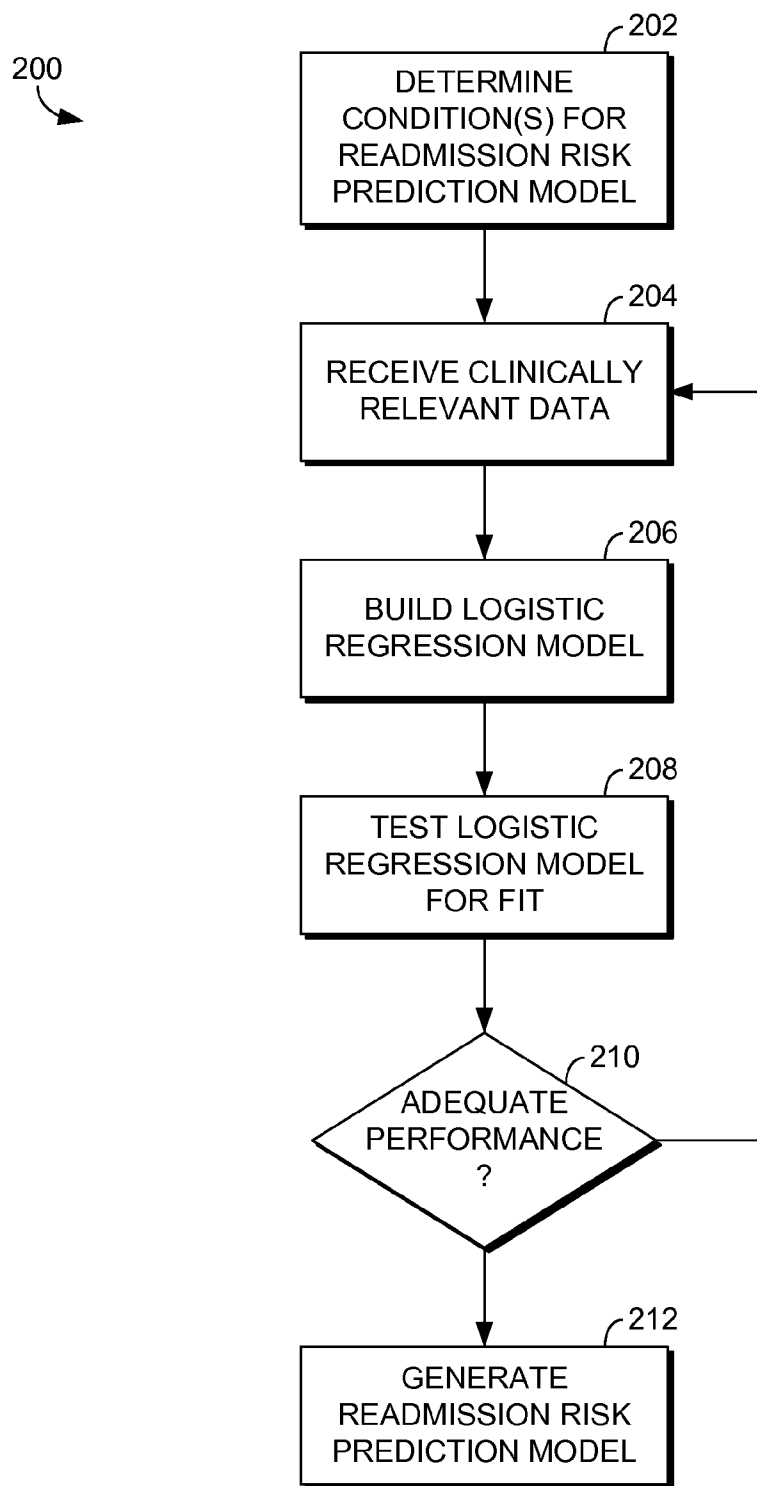 200
202
DETERMINE
CONDITION(S) FOR
READMISSION RISK
PREDICTION MODEL
204
RECEIVE CLINICALLY
RELEVANT DATA
206
BUILD LOGISTIC
REGRESSION MODEL
208
TEST LOGISTIC
REGRESSION MODEL
FOR FIT
210
ADEQUATE
PERFORMANCE
?
212
GENERATE
READMISSION RISK
PREDICTION MODEL